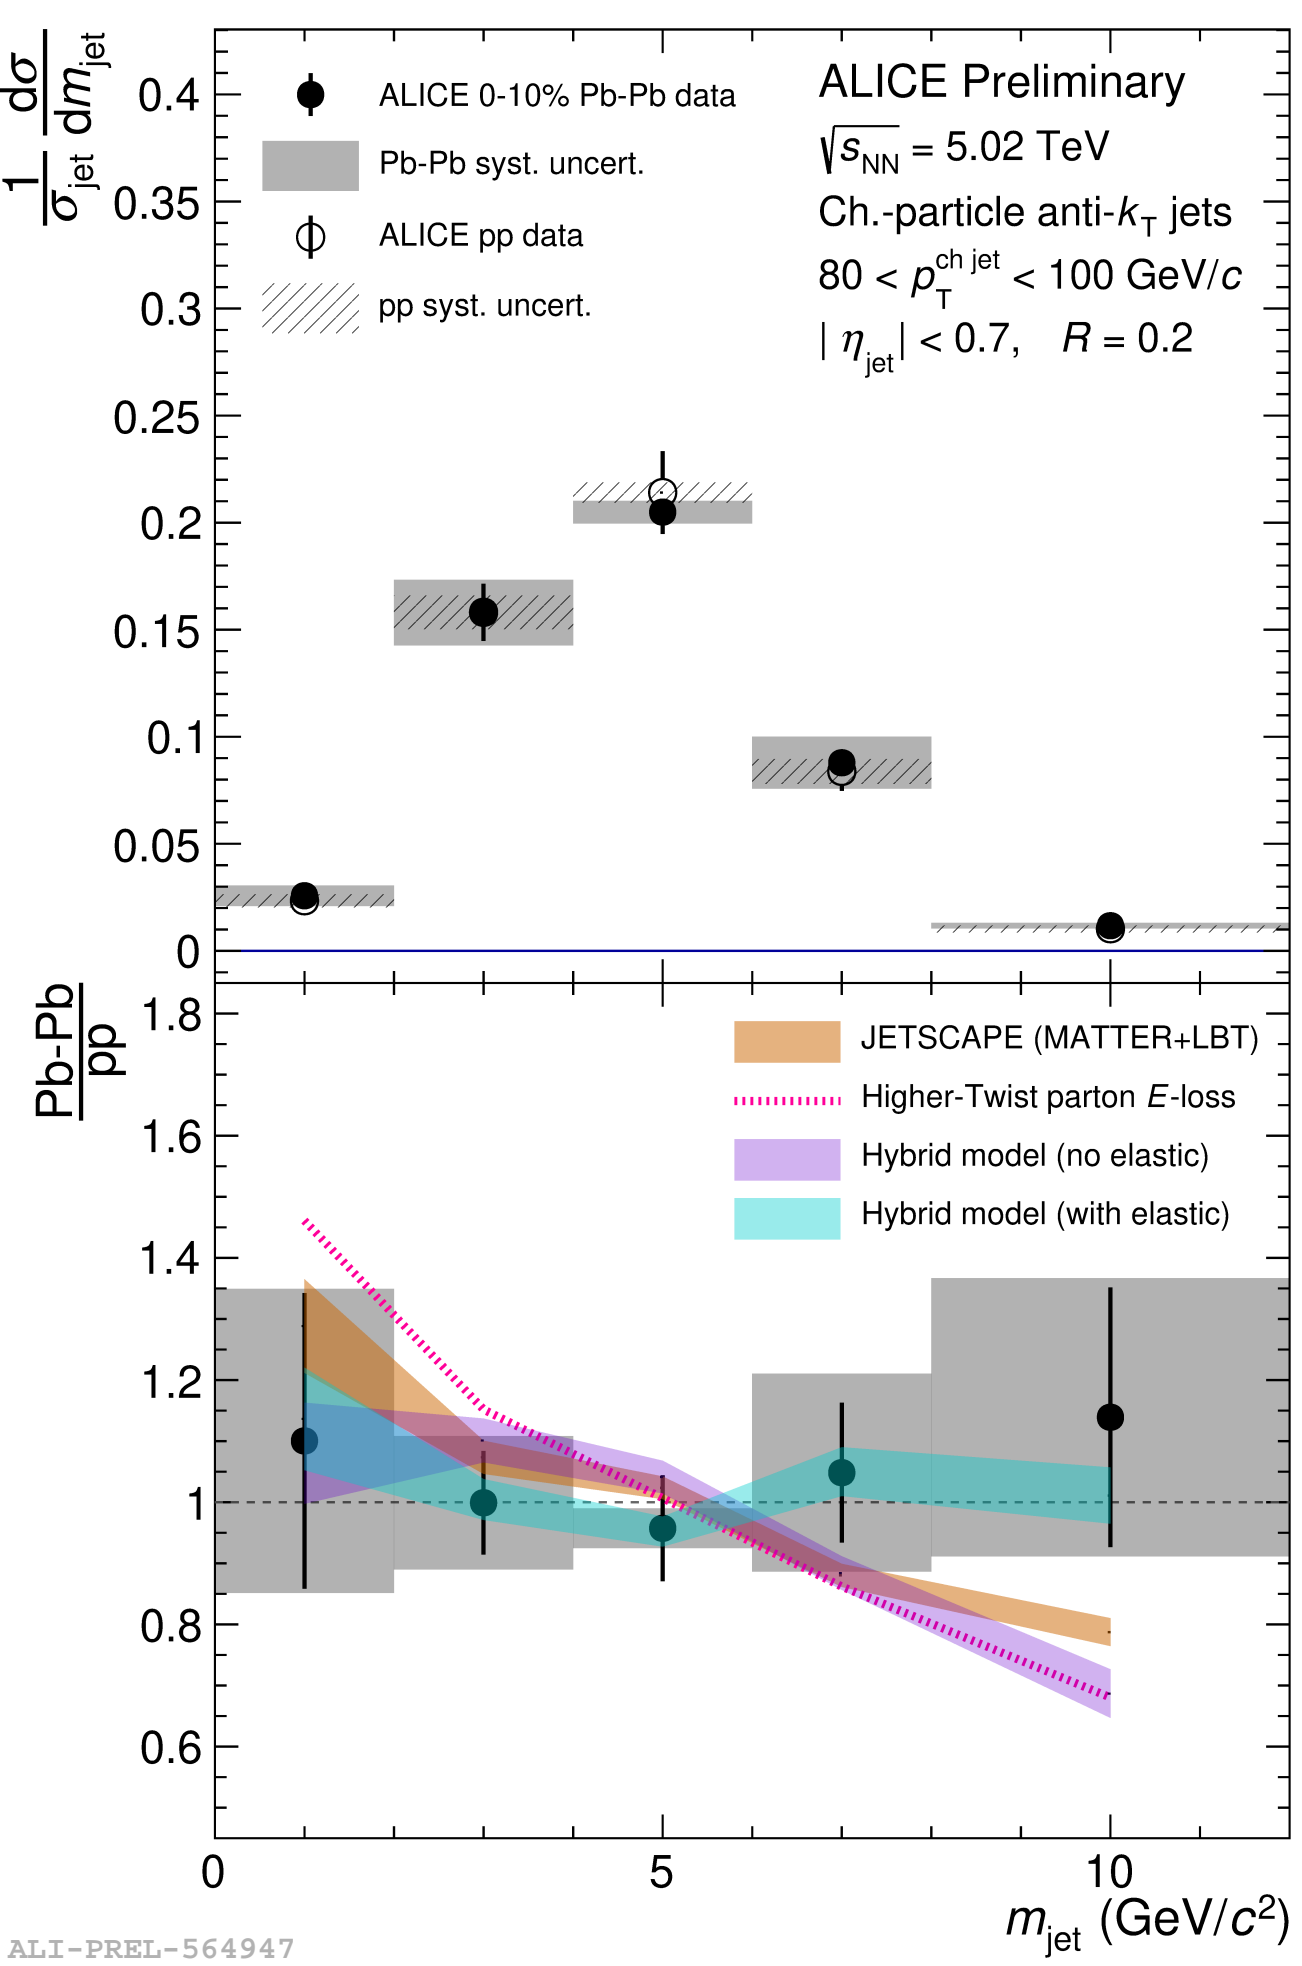 1/σjet dσ/dmjet
0.4
0.35
0.3
0.25
0.2
0.15
0.1
0.05
0
ALICE 0-10% Pb-Pb data
Pb-Pb syst. uncert.
ALICE pp data
pp syst. uncert.
ALICE Preliminary
√sNN = 5.02 TeV
Ch.-particle anti-kT jets
80 < pT^ch jet < 100 GeV/c
| ηjet| < 0.7, R = 0.2
Pb-Pb/pp
1.8
1.6
1.4
1.2
1
0.8
0.6
JETSCAPE (MATTER+LBT)
Higher-Twist parton E-loss
Hybrid model (no elastic)
Hybrid model (with elastic)
0 5 10
mjet (GeV/c²)
ALI-PREL-564947